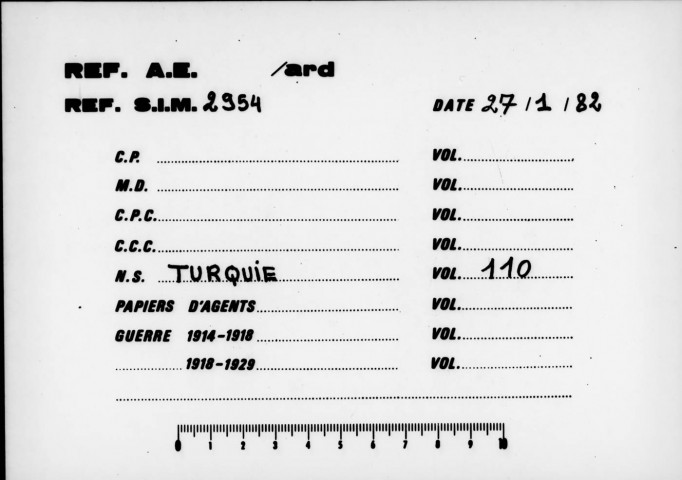 REF. A.E. /ard
REF. S.I.M. 2954 DATE 27/1/82
C.P. VOL.
M.D. VOL.
C.P.C. VOL.
C.C.C. VOL.
N.S. TURQUIE VOL. 110
PAPIERS D'AGENTS VOL.
GUERRE 1914-1918 VOL.
1918-1929 VOL.
0 1 2 3 4 5 6 7 8 9 10